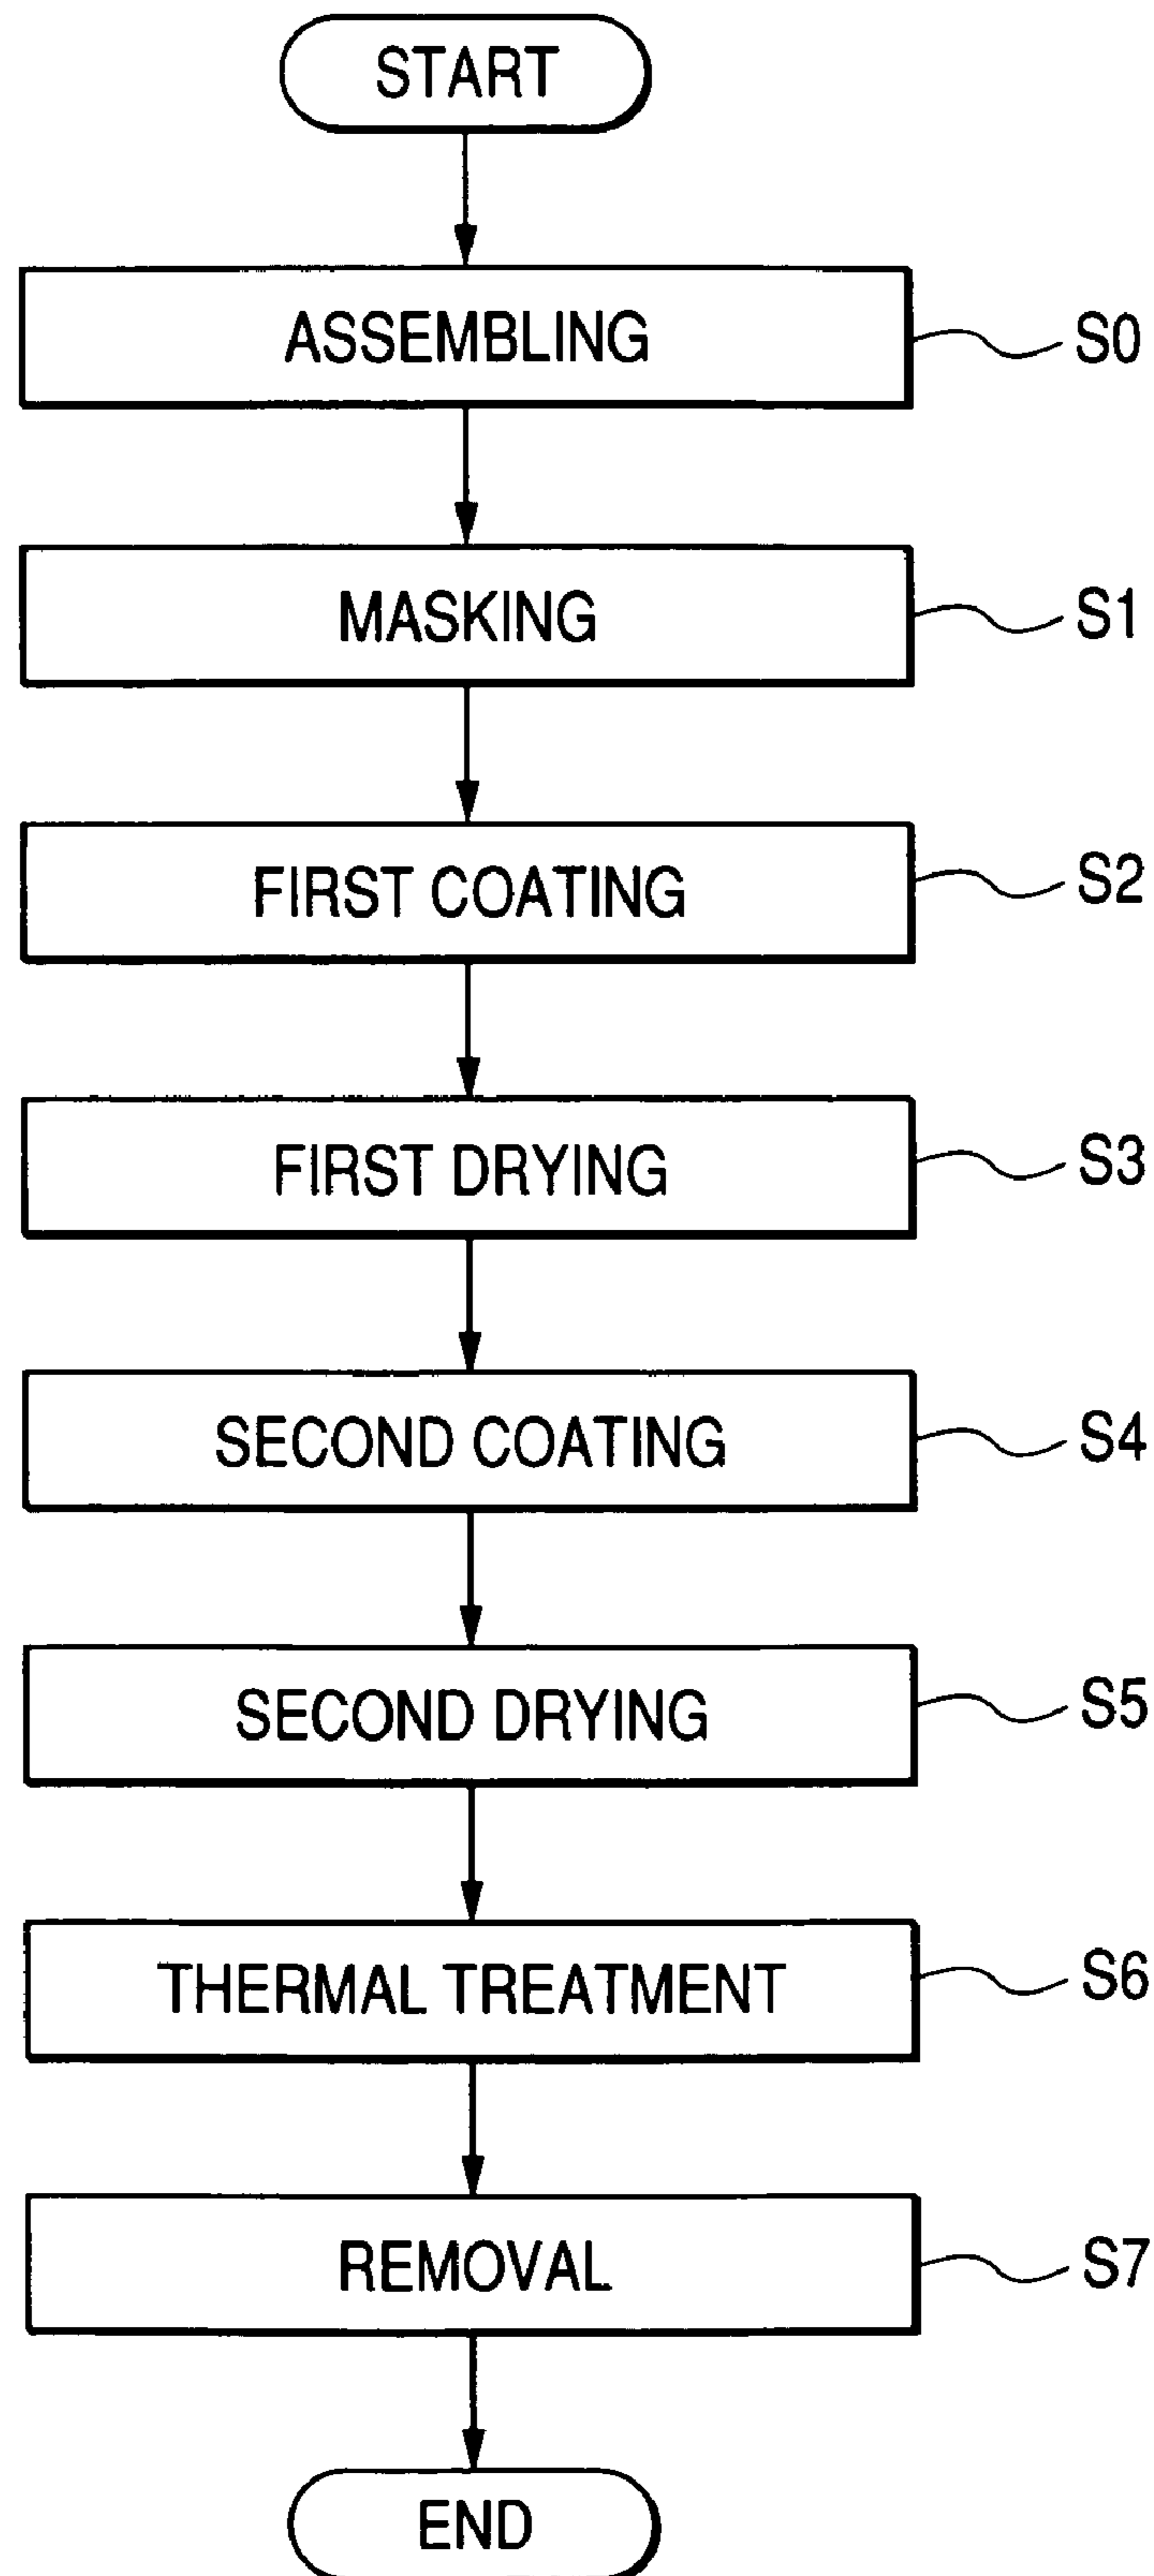 START
ASSEMBLING S0
MASKING S1
FIRST COATING S2
FIRST DRYING S3
SECOND COATING S4
SECOND DRYING S5
THERMAL TREATMENT S6
REMOVAL S7
END